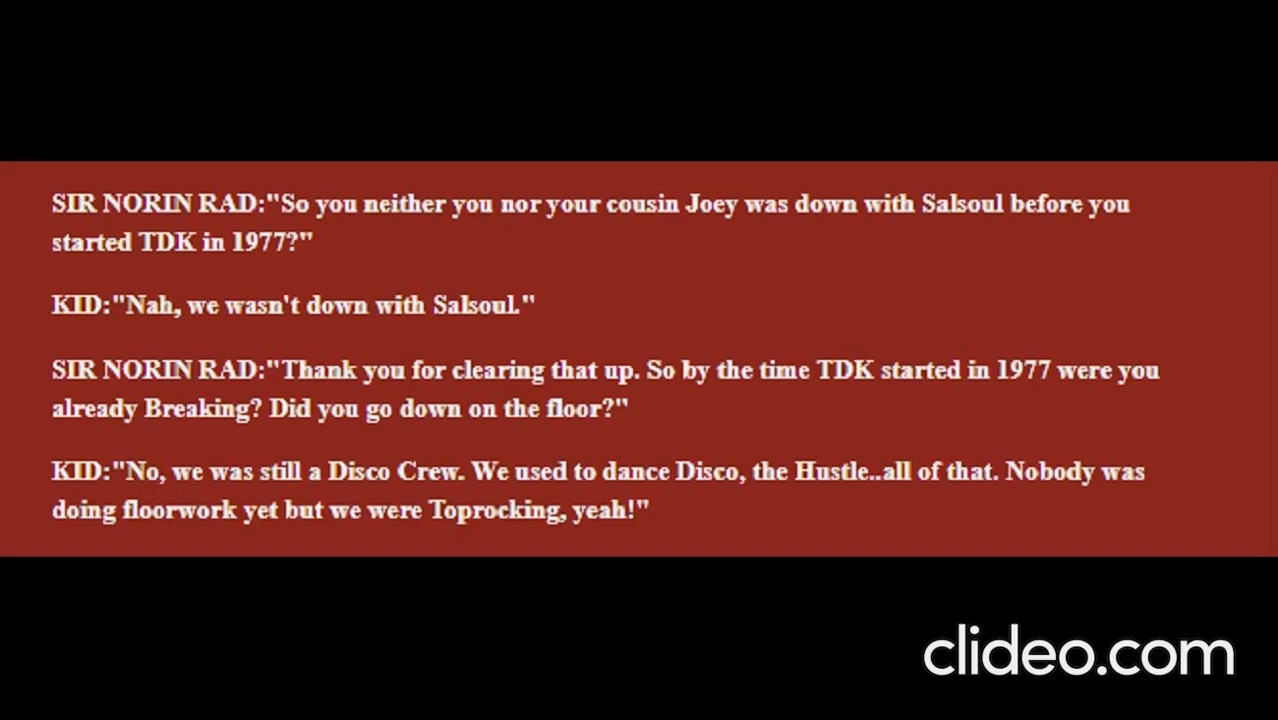 SIR NORIN RAD:"So you neither you nor your cousin Joey was down with Salsoul before you
started TDK in 1977?"
KID:"Nah, we wasn't down with Salsoul."
SIR NORIN RAD:"Thank you for clearing that up. So by the time TDK started in 1977 were you
already Breaking? Did you go down on the floor?"
KID:"No, we was still a Disco Crew. We used to dance Disco, the Hustle..all of that. Nobody was
doing floorwork yet but we were Toprocking, yeah!"
clideo.com